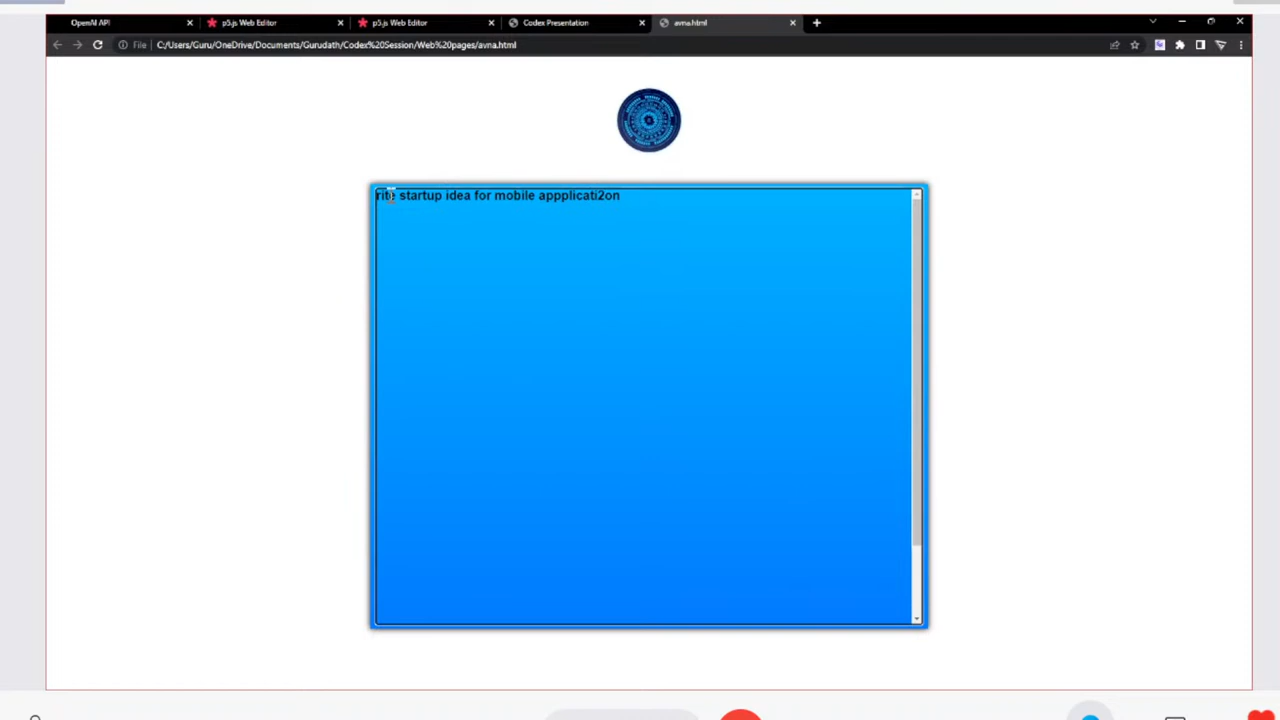 OpenAI API
p5.js Web Editor
p5.js Web Editor
Codex Presentation
avna.html
File
C:/Users/Guru/OneDrive/Documents/Gurudath/Codex%20Session/Web%20pages/avna.html
rite startup idea for mobile appplicati2on